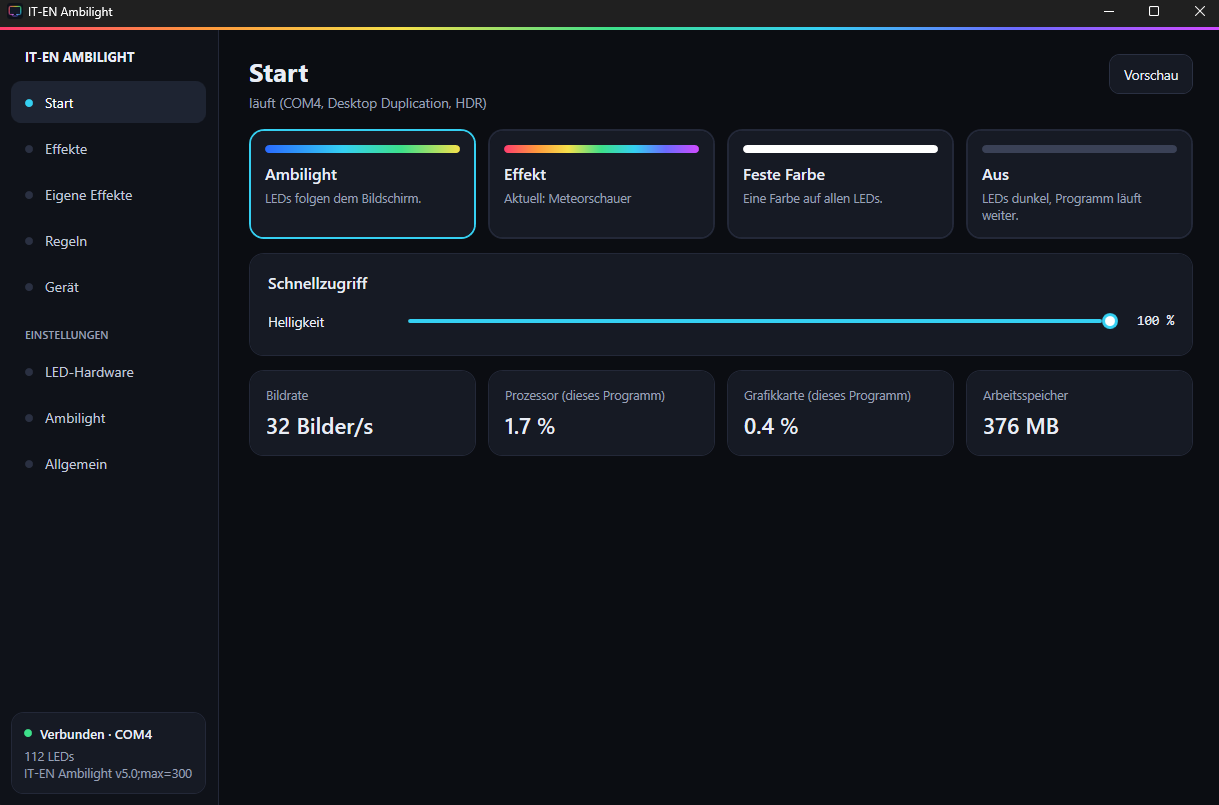 IT-EN Ambilight
IT-EN AMBILIGHT
Start
Effekte
Eigene Effekte
Regeln
Gerät
EINSTELLUNGEN
LED-Hardware
Ambilight
Allgemein
Verbunden · COM4
112 LEDs
IT-EN Ambilight v5.0;max=300
Start
läuft (COM4, Desktop Duplication, HDR)
Vorschau
Ambilight
LEDs folgen dem Bildschirm.
Effekt
Aktuell: Meteorschauer
Feste Farbe
Eine Farbe auf allen LEDs.
Aus
LEDs dunkel, Programm läuft
weiter.
Schnellzugriff
Helligkeit
100 %
Bildrate
32 Bilder/s
Prozessor (dieses Programm)
1.7 %
Grafikkarte (dieses Programm)
0.4 %
Arbeitsspeicher
376 MB